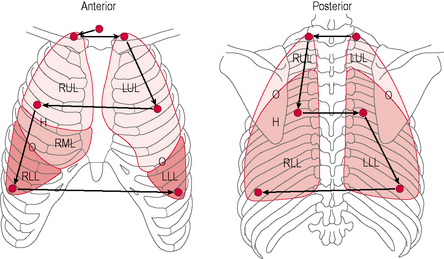 Anterior
Posterior
RUL
LUL
H
RML
O
O
RLL
LLL
RUL
LUL
O
O
H
RLL
LLL